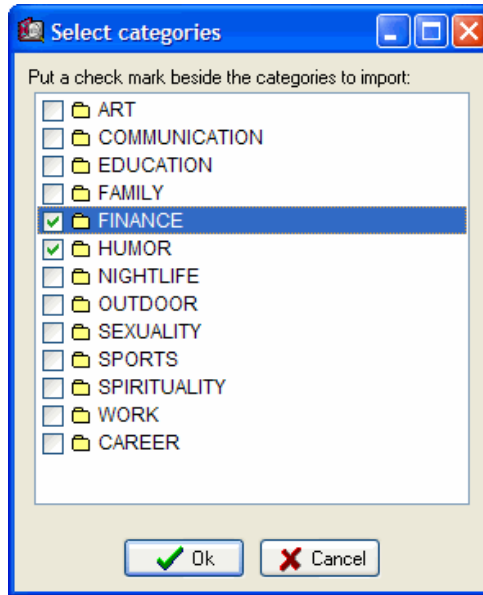 Select categories
Put a check mark beside the categories to import:
ART
COMMUNICATION
EDUCATION
FAMILY
FINANCE
HUMOR
NIGHTLIFE
OUTDOOR
SEXUALITY
SPORTS
SPIRITUALITY
WORK
CAREER
Ok Cancel